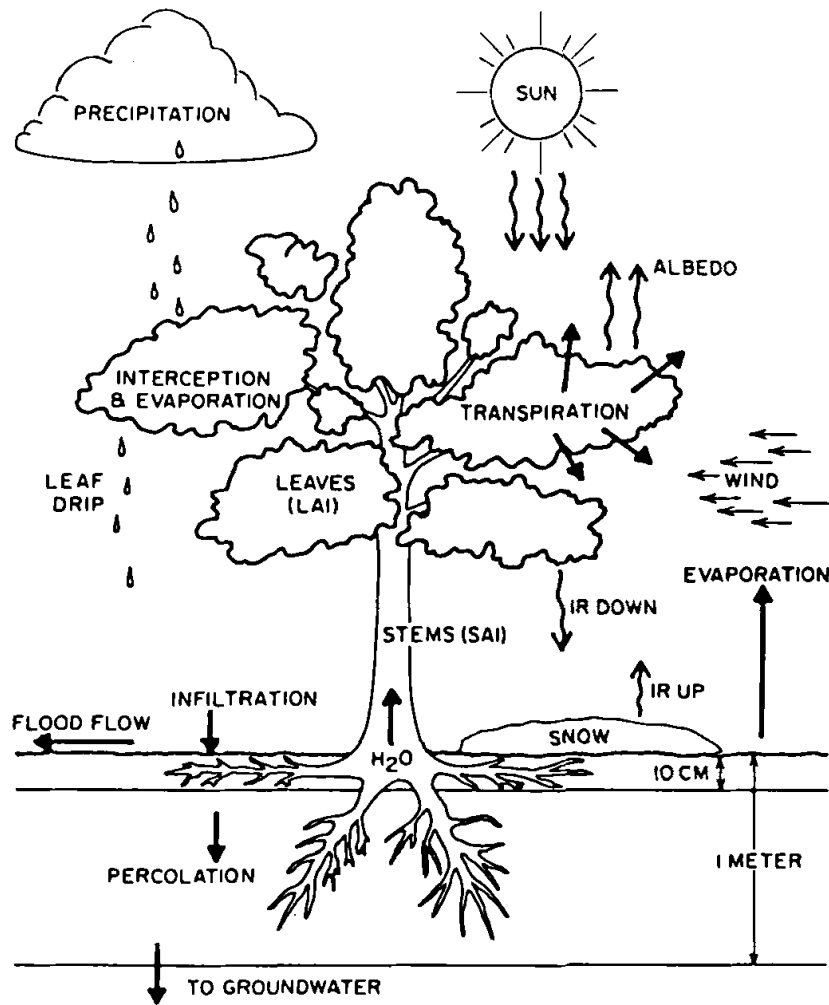 PRECIPITATION
SUN
ALBEDO
INTERCEPTION
& EVAPORATION
TRANSPIRATION
LEAF
DRIP
LEAVES
(LAI)
WIND
EVAPORATION
IR DOWN
STEMS (SAI)
IR UP
INFILTRATION
FLOOD FLOW
SNOW
H2O
10 CM
PERCOLATION
1 METER
TO GROUNDWATER